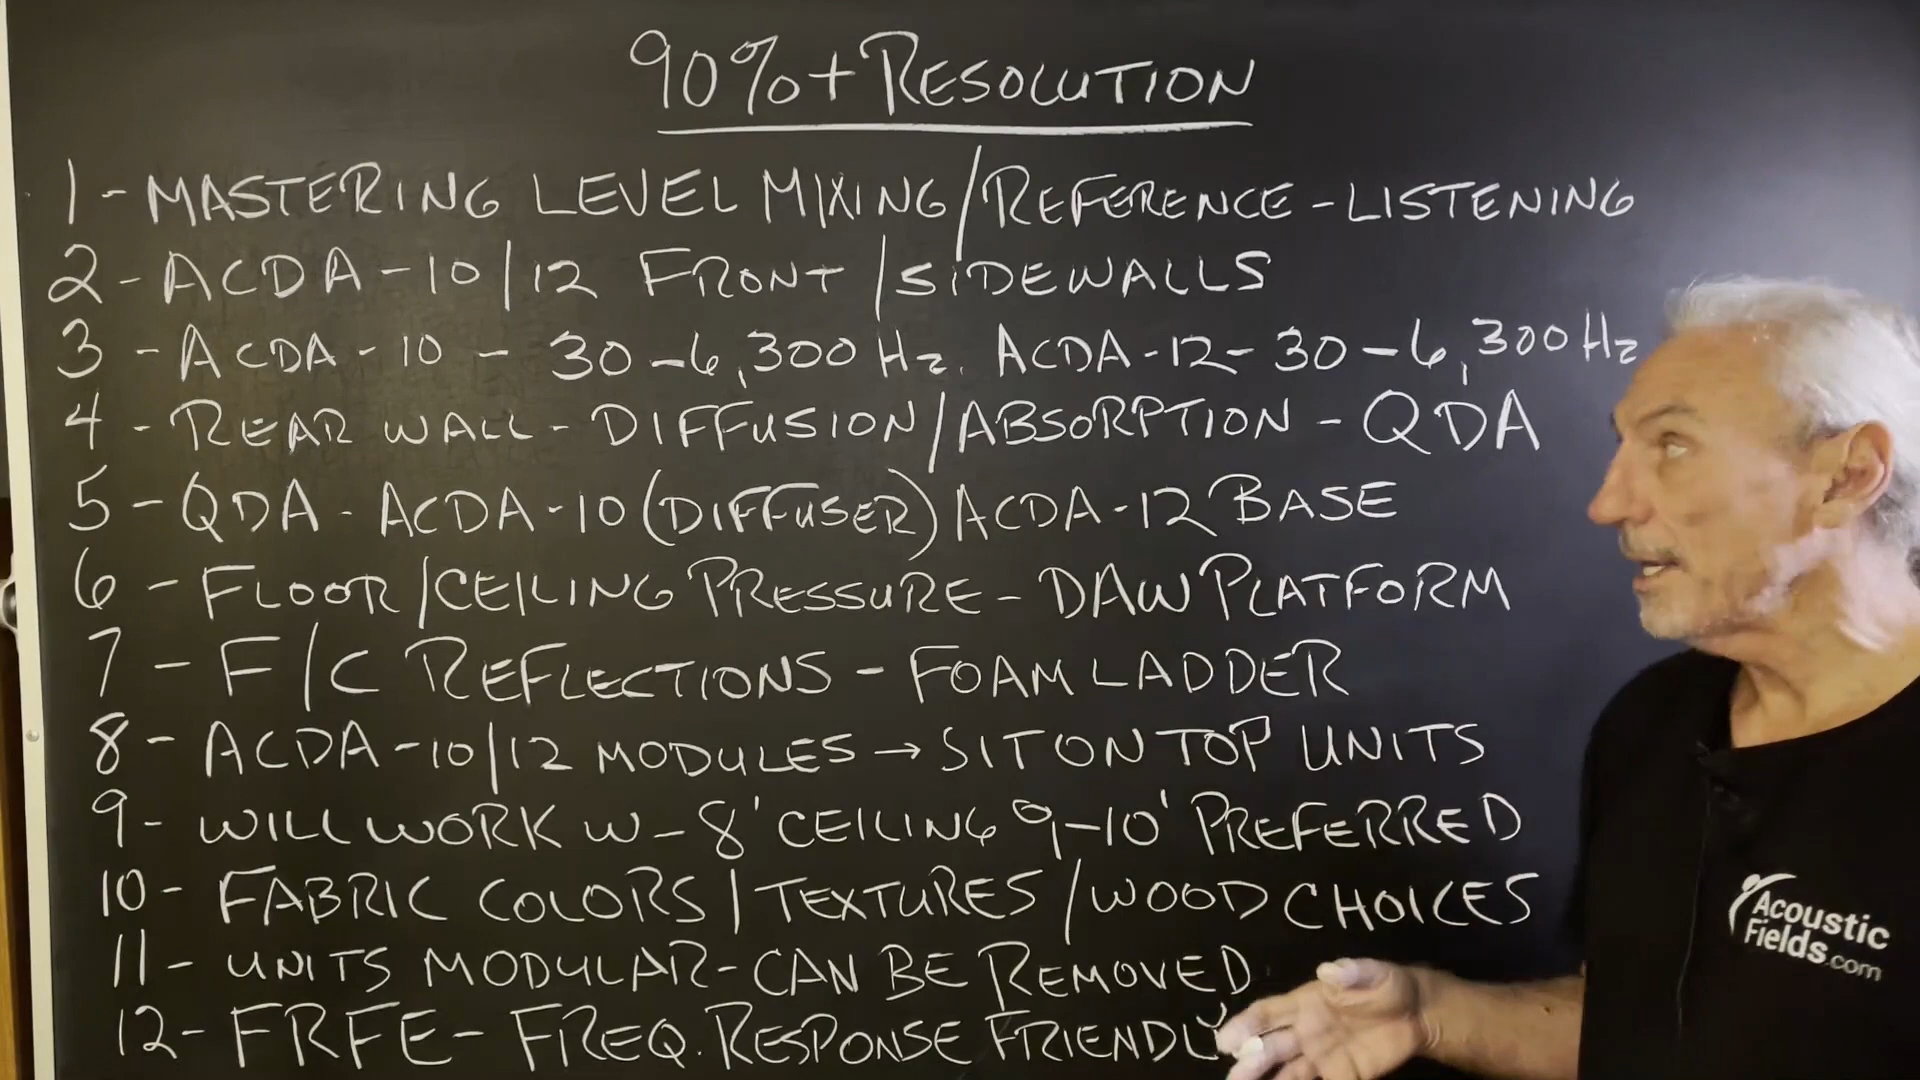 90%+ RESOLUTION
1 - MASTERING LEVEL MIXING/REFERENCE - LISTENING
2 - ACDA - 10/12 FRONT/SIDEWALLS
3 - ACDA - 10 - 30 - 6,300 Hz. ACDA - 12 - 30 - 6,300 Hz
4 - REAR WALL - DIFFUSION/ABSORPTION - QDA
5 - QDA - ACDA - 10 (DIFFUSER) ACDA - 12 BASE
6 - FLOOR/CEILING PRESSURE - DAW PLATFORM
7 - F/C REFLECTIONS - FOAM LADDER
8 - ACDA - 10/12 MODULES → SIT ON TOP UNITS
9 - WILL WORK W - 8' CEILING 9-10' PREFERRED
10 - FABRIC COLORS/TEXTURES/WOOD CHOICES
11 - UNITS MODULAR - CAN BE REMOVED
12 - FRFE - FREQ. RESPONSE FRIENDLY
Acoustic
Fields.com